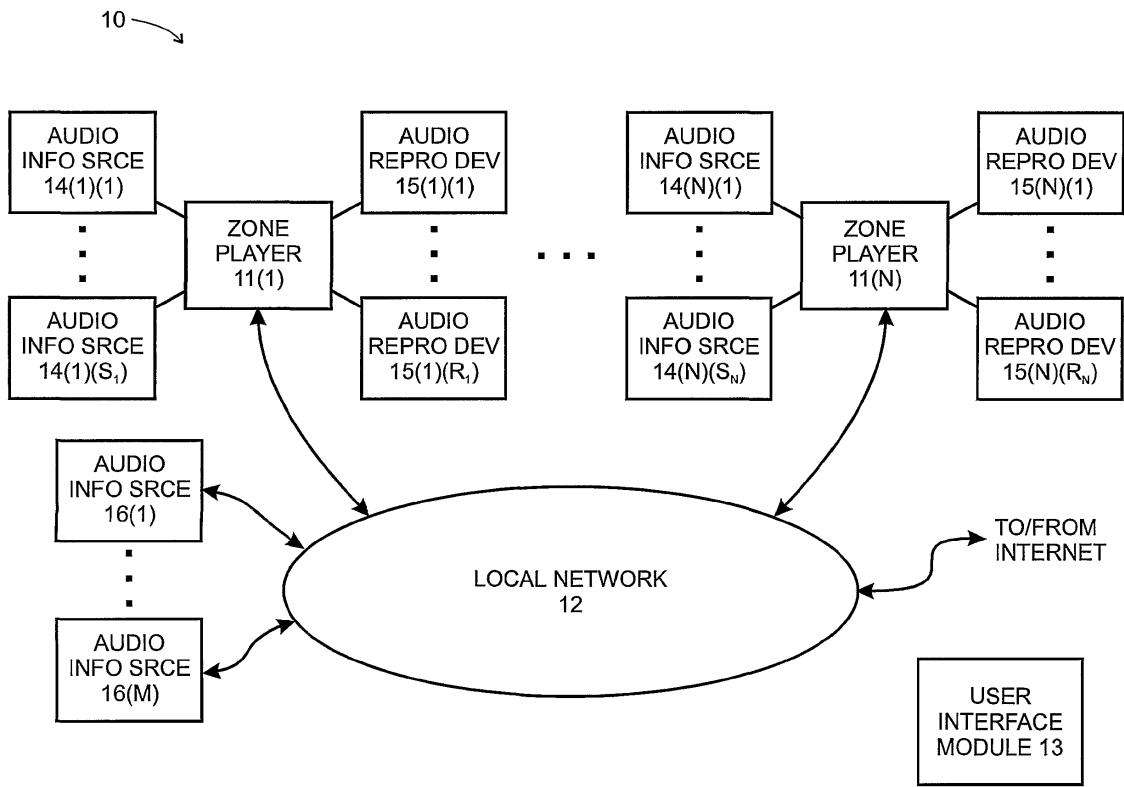 10
AUDIO
INFO SRCE
14(1)(1)
AUDIO
REPRO DEV
15(1)(1)
AUDIO
INFO SRCE
14(N)(1)
AUDIO
REPRO DEV
15(N)(1)
ZONE
PLAYER
11(1)
. . .
ZONE
PLAYER
11(N)
AUDIO
INFO SRCE
14(1)(S₁)
AUDIO
REPRO DEV
15(1)(R₁)
AUDIO
INFO SRCE
14(N)(S_N)
AUDIO
REPRO DEV
15(N)(R_N)
AUDIO
INFO SRCE
16(1)
TO/FROM
INTERNET
LOCAL NETWORK
12
AUDIO
INFO SRCE
16(M)
USER
INTERFACE
MODULE 13